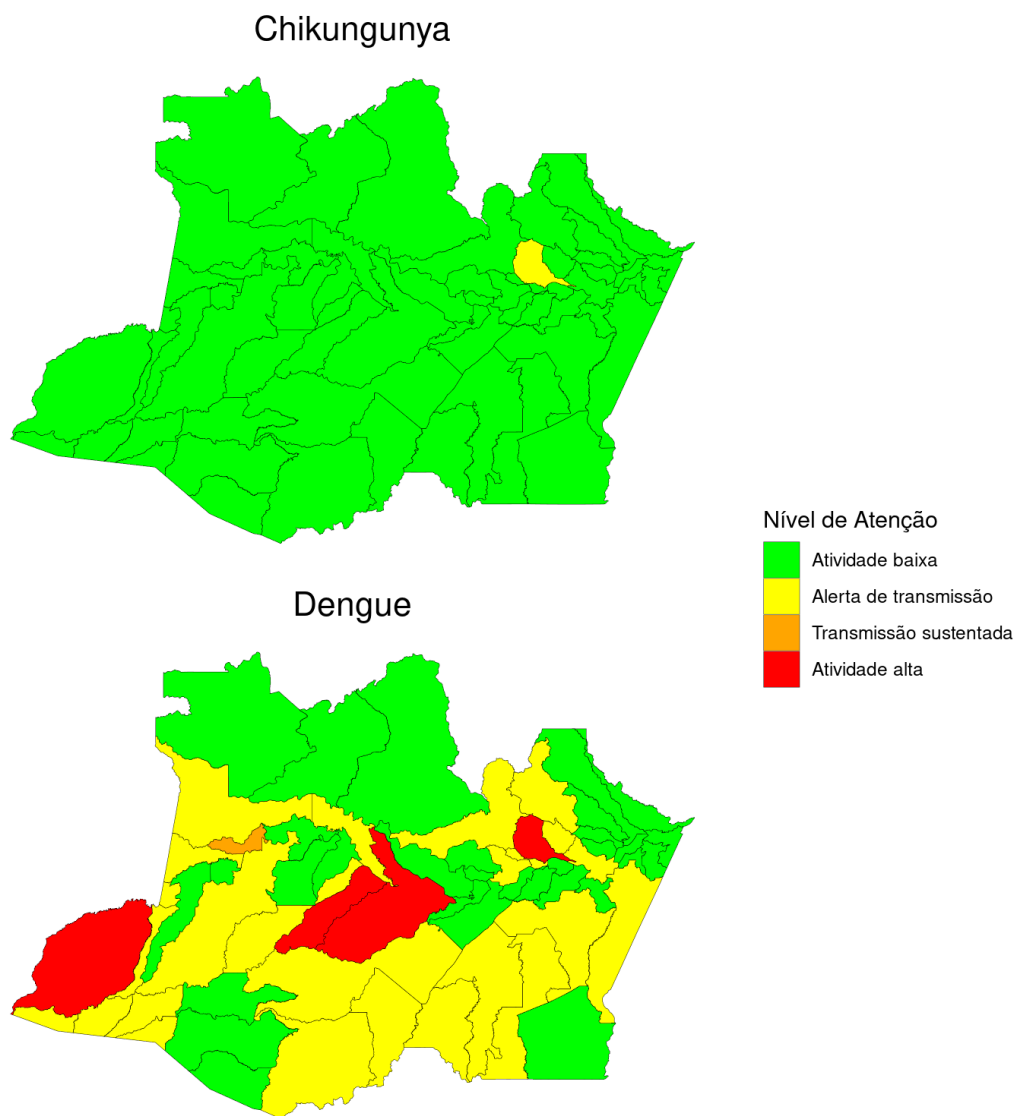 Chikungunya
Nível de Atenção
Atividade baixa
Alerta de transmissão
Transmissão sustentada
Atividade alta
Dengue